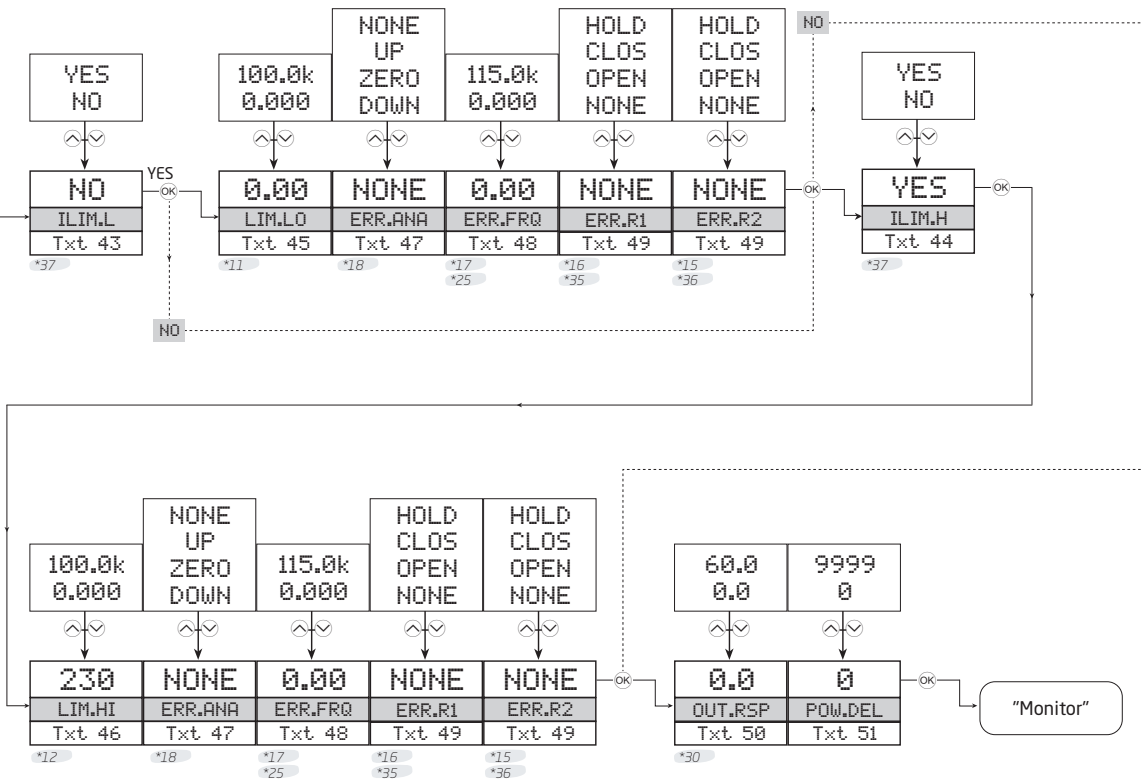 NO
YES
NO
100.0k
0.000
NONE
UP
ZERO
DOWN
115.0k
0.000
HOLD
CLOS
OPEN
NONE
HOLD
CLOS
OPEN
NONE
YES
NO
NO
ILIM.L
Txt 43
*37
YES
OK
0.00
LIM.LO
Txt 45
*11
NONE
ERR.ANA
Txt 47
*18
0.00
ERR.FRQ
Txt 48
*17
*25
NONE
ERR.R1
Txt 49
*16
*35
NONE
ERR.R2
Txt 49
*15
*36
OK
YES
ILIM.H
Txt 44
*37
OK
NO
100.0k
0.000
NONE
UP
ZERO
DOWN
115.0k
0.000
HOLD
CLOS
OPEN
NONE
HOLD
CLOS
OPEN
NONE
60.0
0.0
9999
0
230
LIM.HI
Txt 46
*12
NONE
ERR.ANA
Txt 47
*18
0.00
ERR.FRQ
Txt 48
*17
*25
NONE
ERR.R1
Txt 49
*16
*35
NONE
ERR.R2
Txt 49
*15
*36
OK
0.0
OUT.RSP
Txt 50
*30
0
POW.DEL
Txt 51
OK
"Monitor"